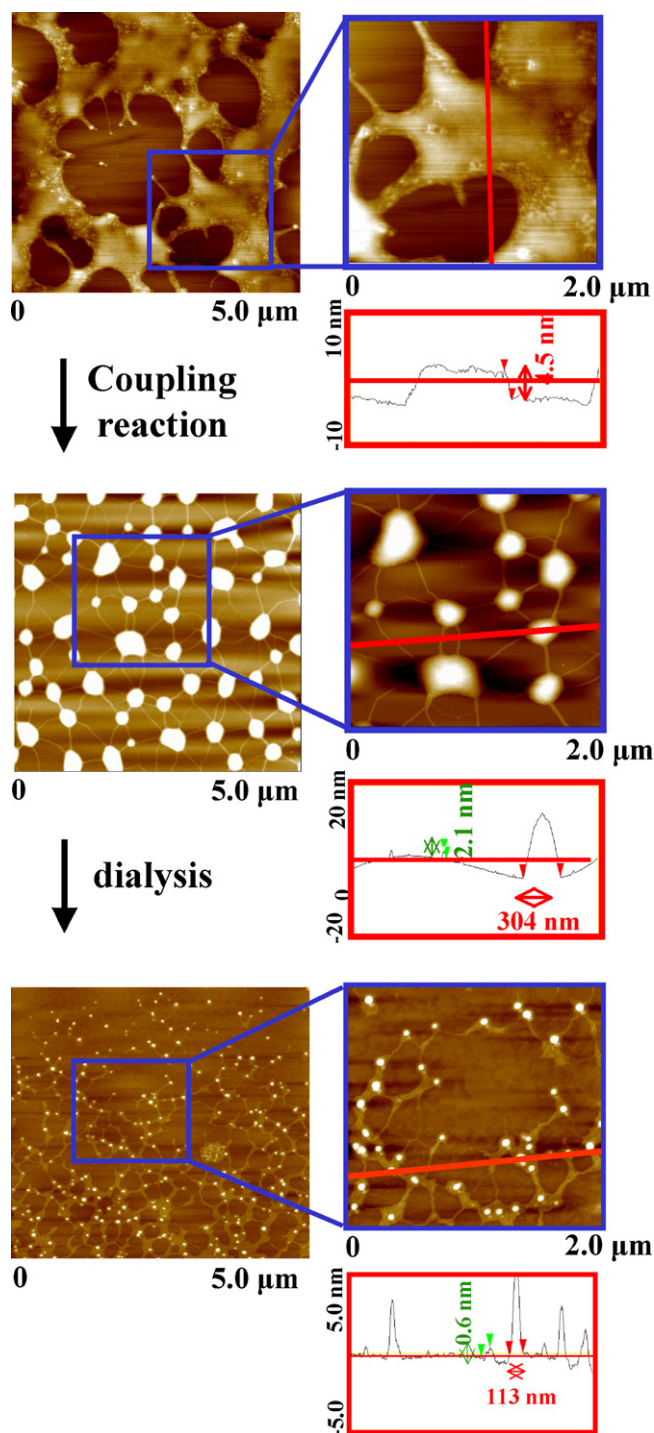 0 5.0 µm
0 2.0 µm
10 nm
-10
4.5 nm
Coupling
reaction
0 5.0 µm
0 2.0 µm
20 nm
0
-20
2.1 nm
304 nm
dialysis
0 5.0 µm
0 2.0 µm
5.0 nm
-5.0
0.6 nm
113 nm